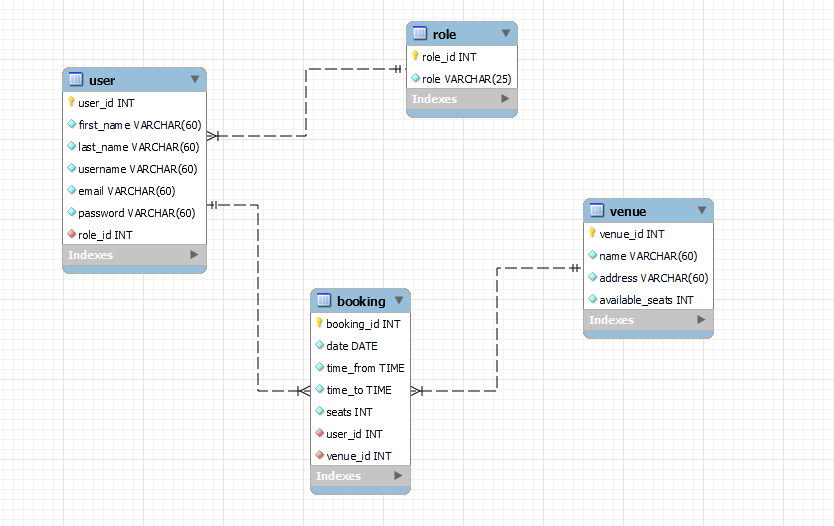 role
role_id INT
role VARCHAR(25)
Indexes
user
user_id INT
first_name VARCHAR(60)
last_name VARCHAR(60)
username VARCHAR(60)
email VARCHAR(60)
password VARCHAR(60)
role_id INT
Indexes
venue
venue_id INT
name VARCHAR(60)
address VARCHAR(60)
available_seats INT
Indexes
booking
booking_id INT
date DATE
time_from TIME
time_to TIME
seats INT
user_id INT
venue_id INT
Indexes